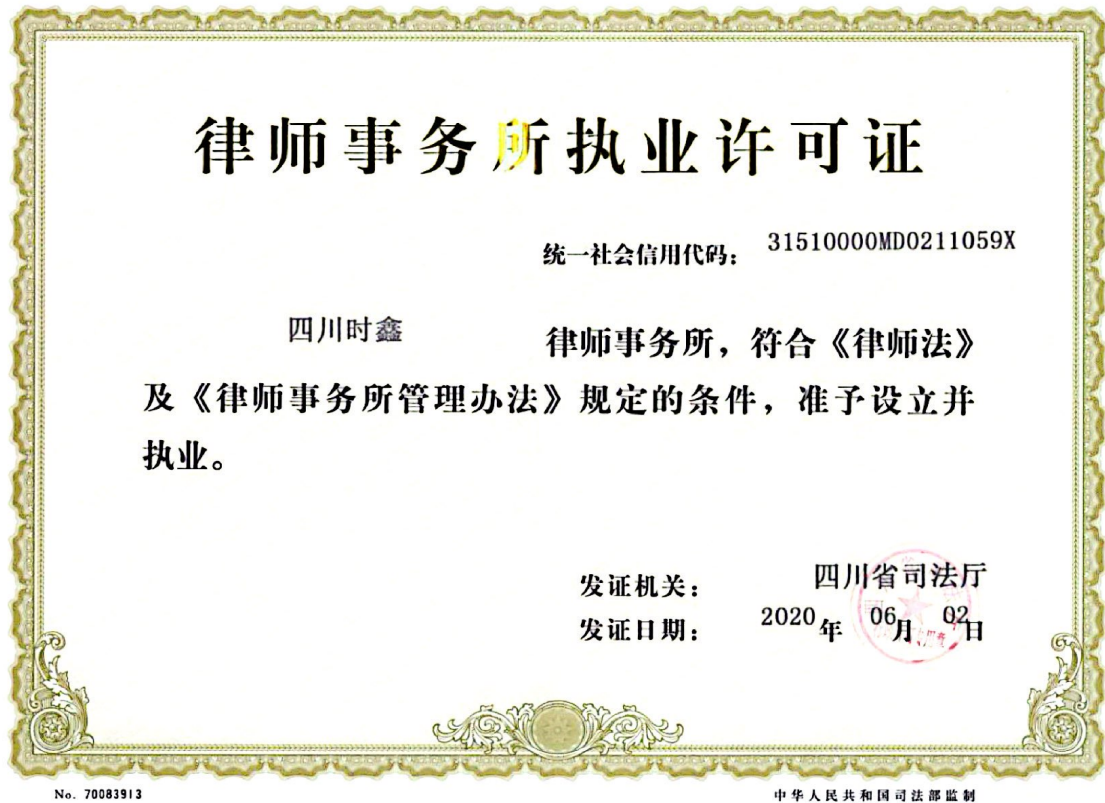 律师事务所执业许可证
统一社会信用代码： 31510000MD0211059X
四川时鑫 律师事务所，符合《律师法》
及《律师事务所管理办法》规定的条件，准予设立并
执业。
发证机关： 四川省司法厅
发证日期： 2020年 06月 02日
No. 70083913
中华人民共和国司法部监制